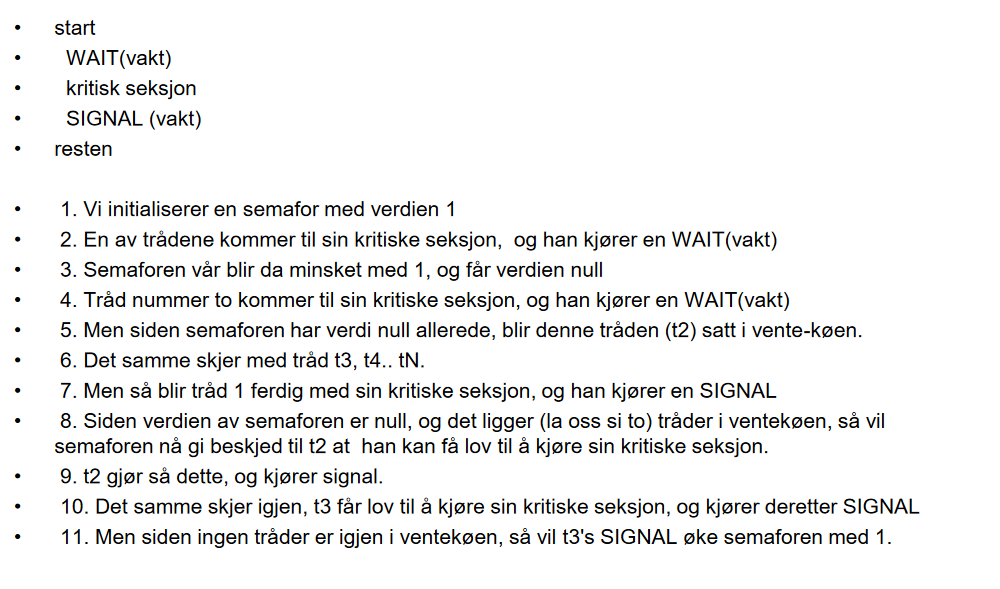 • start
• WAIT(vakt)
• kritisk seksjon
• SIGNAL (vakt)
• resten
• 1. Vi initialiserer en semafor med verdien 1
• 2. En av trådene kommer til sin kritiske seksjon, og han kjører en WAIT(vakt)
• 3. Semaforen vår blir da minsket med 1, og får verdien null
• 4. Tråd nummer to kommer til sin kritiske seksjon, og han kjører en WAIT(vakt)
• 5. Men siden semaforen har verdi null allerede, blir denne tråden (t2) satt i vente-køen.
• 6. Det samme skjer med tråd t3, t4.. tN.
• 7. Men så blir tråd 1 ferdig med sin kritiske seksjon, og han kjører en SIGNAL
• 8. Siden verdien av semaforen er null, og det ligger (la oss si to) tråder i ventekøen, så vil
semaforen nå gi beskjed til t2 at han kan få lov til å kjøre sin kritiske seksjon.
• 9. t2 gjør så dette, og kjører signal.
• 10. Det samme skjer igjen, t3 får lov til å kjøre sin kritiske seksjon, og kjører deretter SIGNAL
• 11. Men siden ingen tråder er igjen i ventekøen, så vil t3's SIGNAL øke semaforen med 1.